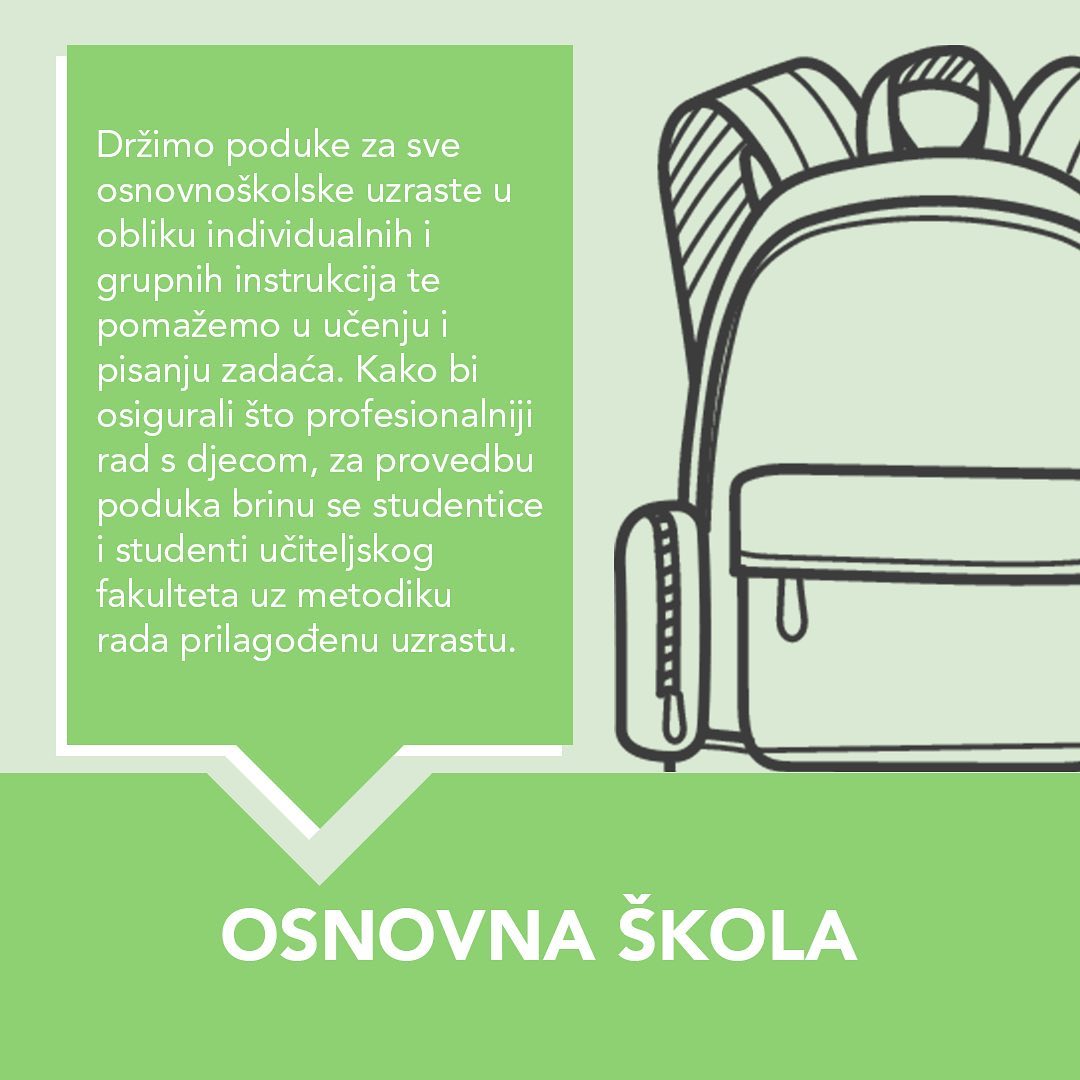 Držimo poduke za sve
osnovnoškolske uzraste u
obliku individualnih i
grupnih instrukcija te
pomažemo u učenju i
pisanju zadaća. Kako bi
osigurali što profesionalniji
rad s djecom, za provedbu
poduka brinu se studentice
i studenti učiteljskog
fakulteta uz metodiku
rada prilagođenu uzrastu.
OSNOVNA ŠKOLA